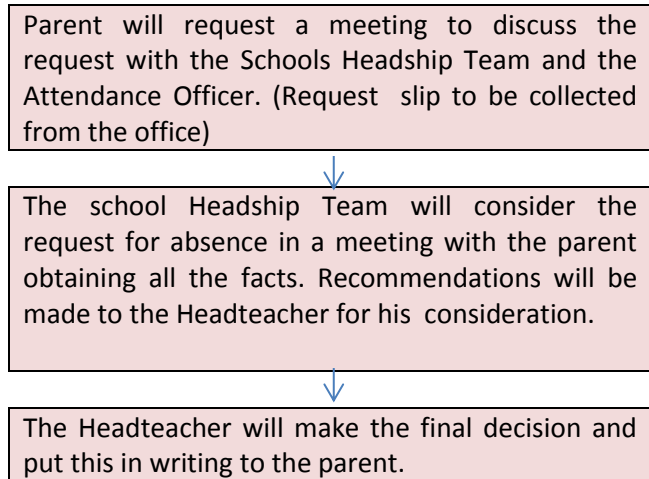 Parent will request a meeting to discuss the
request with the Schools Headship Team and the
Attendance Officer. (Request slip to be collected
from the office)
The school Headship Team will consider the
request for absence in a meeting with the parent
obtaining all the facts. Recommendations will be
made to the Headteacher for his consideration.
The Headteacher will make the final decision and
put this in writing to the parent.